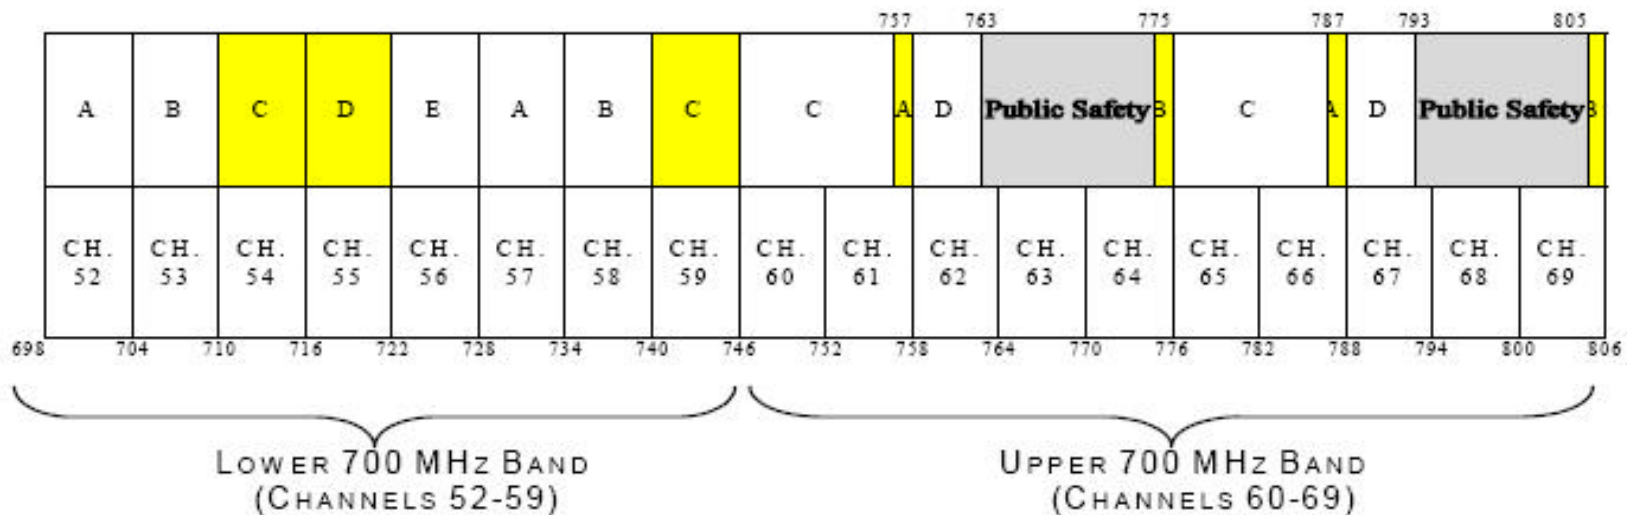 757 763 775 787 793 805
A B C D E A B C C A D Public Safety B C A D Public Safety B
CH. CH. CH. CH. CH. CH. CH. CH. CH. CH. CH. CH. CH. CH. CH. CH. CH. CH.
52 53 54 55 56 57 58 59 60 61 62 63 64 65 66 67 68 69
698 704 710 716 722 728 734 740 746 752 758 764 770 776 782 788 794 800 806
LOWER 700 MHZ BAND
(CHANNELS 52-59)
UPPER 700 MHZ BAND
(CHANNELS 60-69)